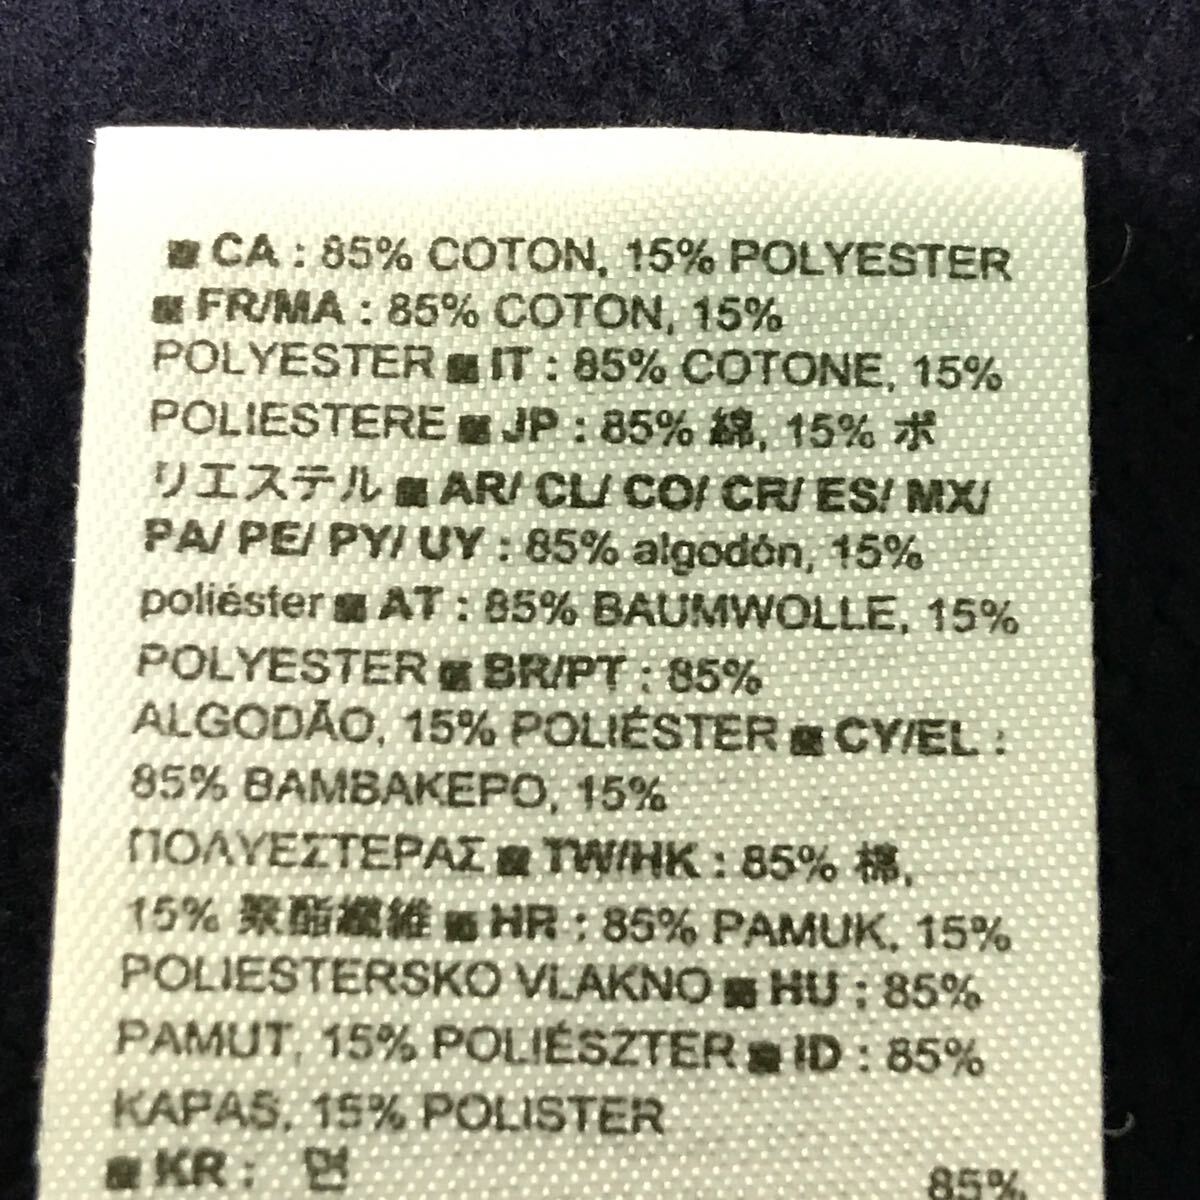 ■ CA : 85% COTON, 15% POLYESTER
■ FR/MA : 85% COTON, 15%
POLYESTER ■ IT : 85% COTONE, 15%
POLIESTERE ■ JP : 85% 綿, 15% ポ
リエステル ■ AR/ CL/ CO/ CR/ ES/ MX/
PA/ PE/ PY/ UY : 85% algodón, 15%
poliéster ■ AT : 85% BAUMWOLLE, 15%
POLYESTER ■ BR/PT : 85%
ALGODÃO, 15% POLIÉSTER ■ CY/EL :
85% ΒΑΜΒΑΚΕΡΟ, 15%
ΠΟΛΥΕΣΤΕΡΑΣ ■ TW/HK : 85% 棉,
15% 聚酯纖維 ■ HR : 85% PAMUK, 15%
POLIESTERSKO VLAKNO ■ HU : 85%
PAMUT, 15% POLIÉSZTER ■ ID : 85%
KAPAS, 15% POLISTER
■ KR : 면 85%